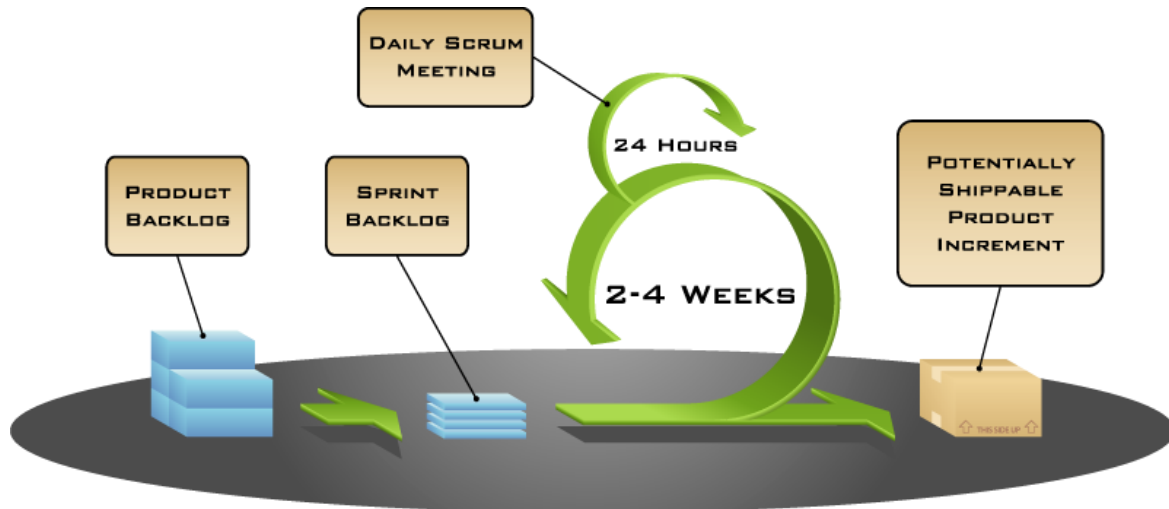 Daily Scrum
Meeting
24 Hours
Product
Backlog
Sprint
Backlog
Potentially
Shippable
Product
Increment
2-4 Weeks
THIS SIDE UP